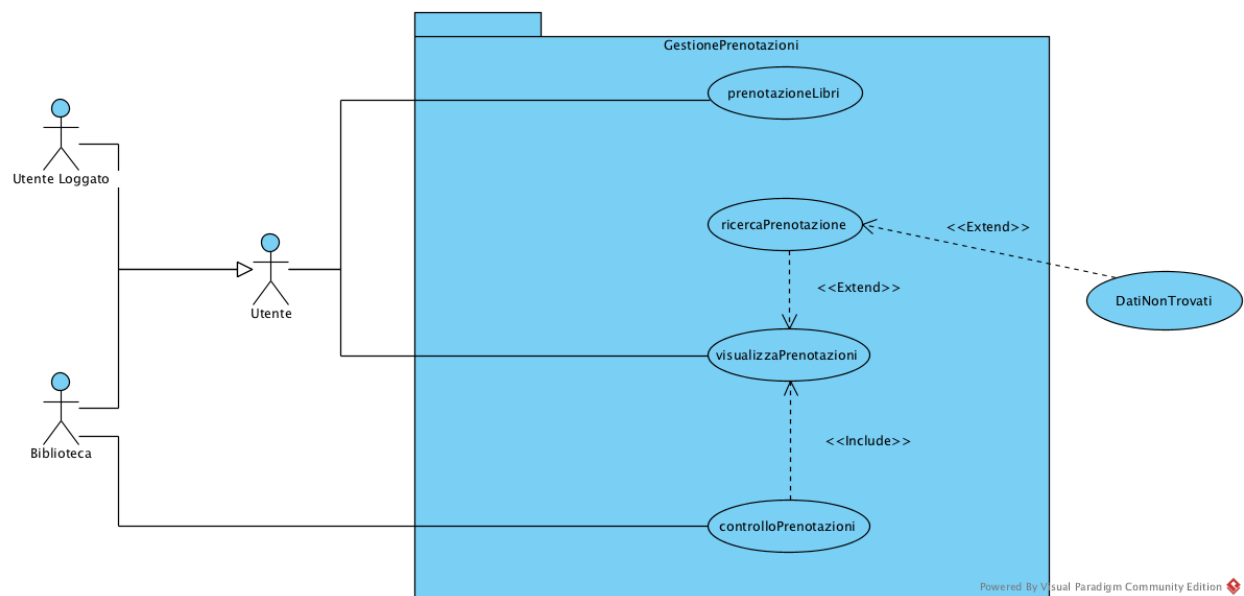 GestionePrenotazioni
prenotazioneLibri
Utente Loggato
ricercaPrenotazione
<<Extend>>
<<Extend>>
DatiNonTrovati
Utente
visualizzaPrenotazioni
<<Include>>
Biblioteca
controlloPrenotazioni
Powered By Visual Paradigm Community Edition